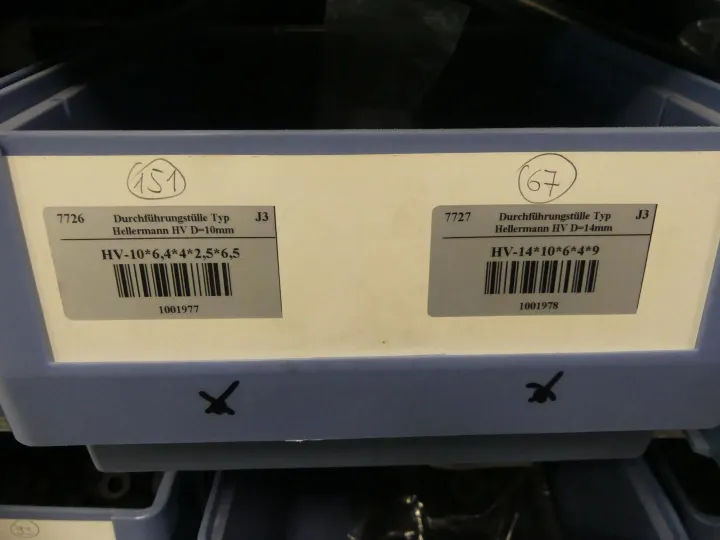 151
7726 Durchführungstülle Typ J3
Hellermann HV D=10mm
HV-10*6,4*4*2,5*6,5
1001977
67
7727 Durchführungstülle Typ J3
Hellermann HV D=14mm
HV-14*10*6*4*9
1001978